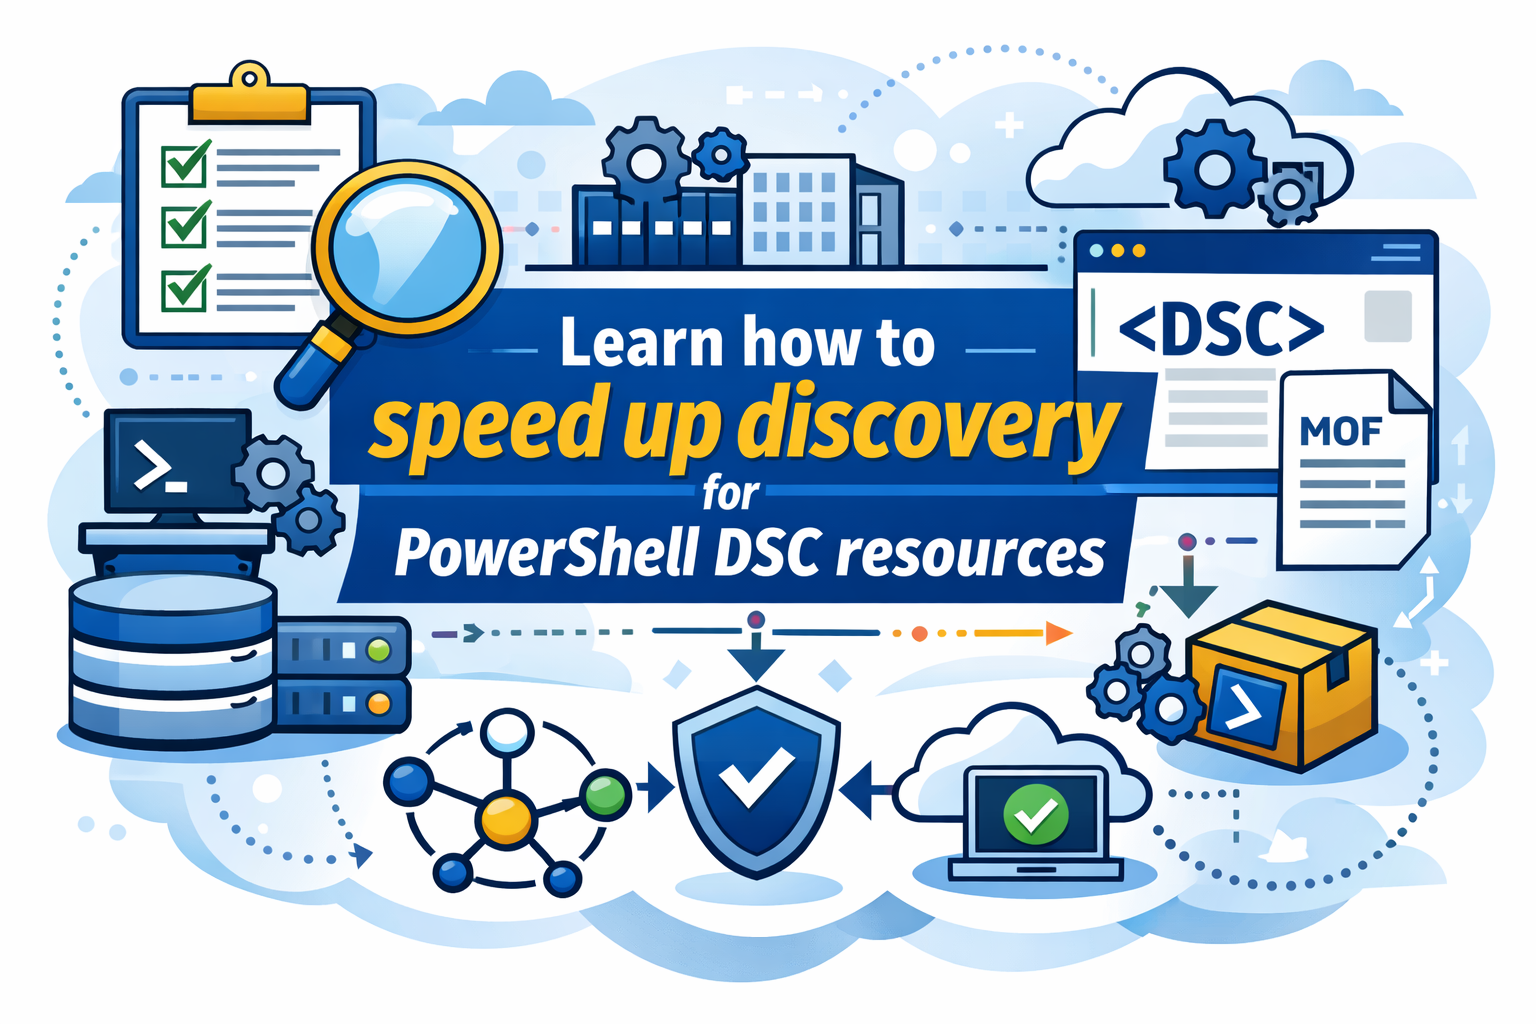 Learn how to
speed up discovery
for
PowerShell DSC resources
<DSC>
MOF
>_